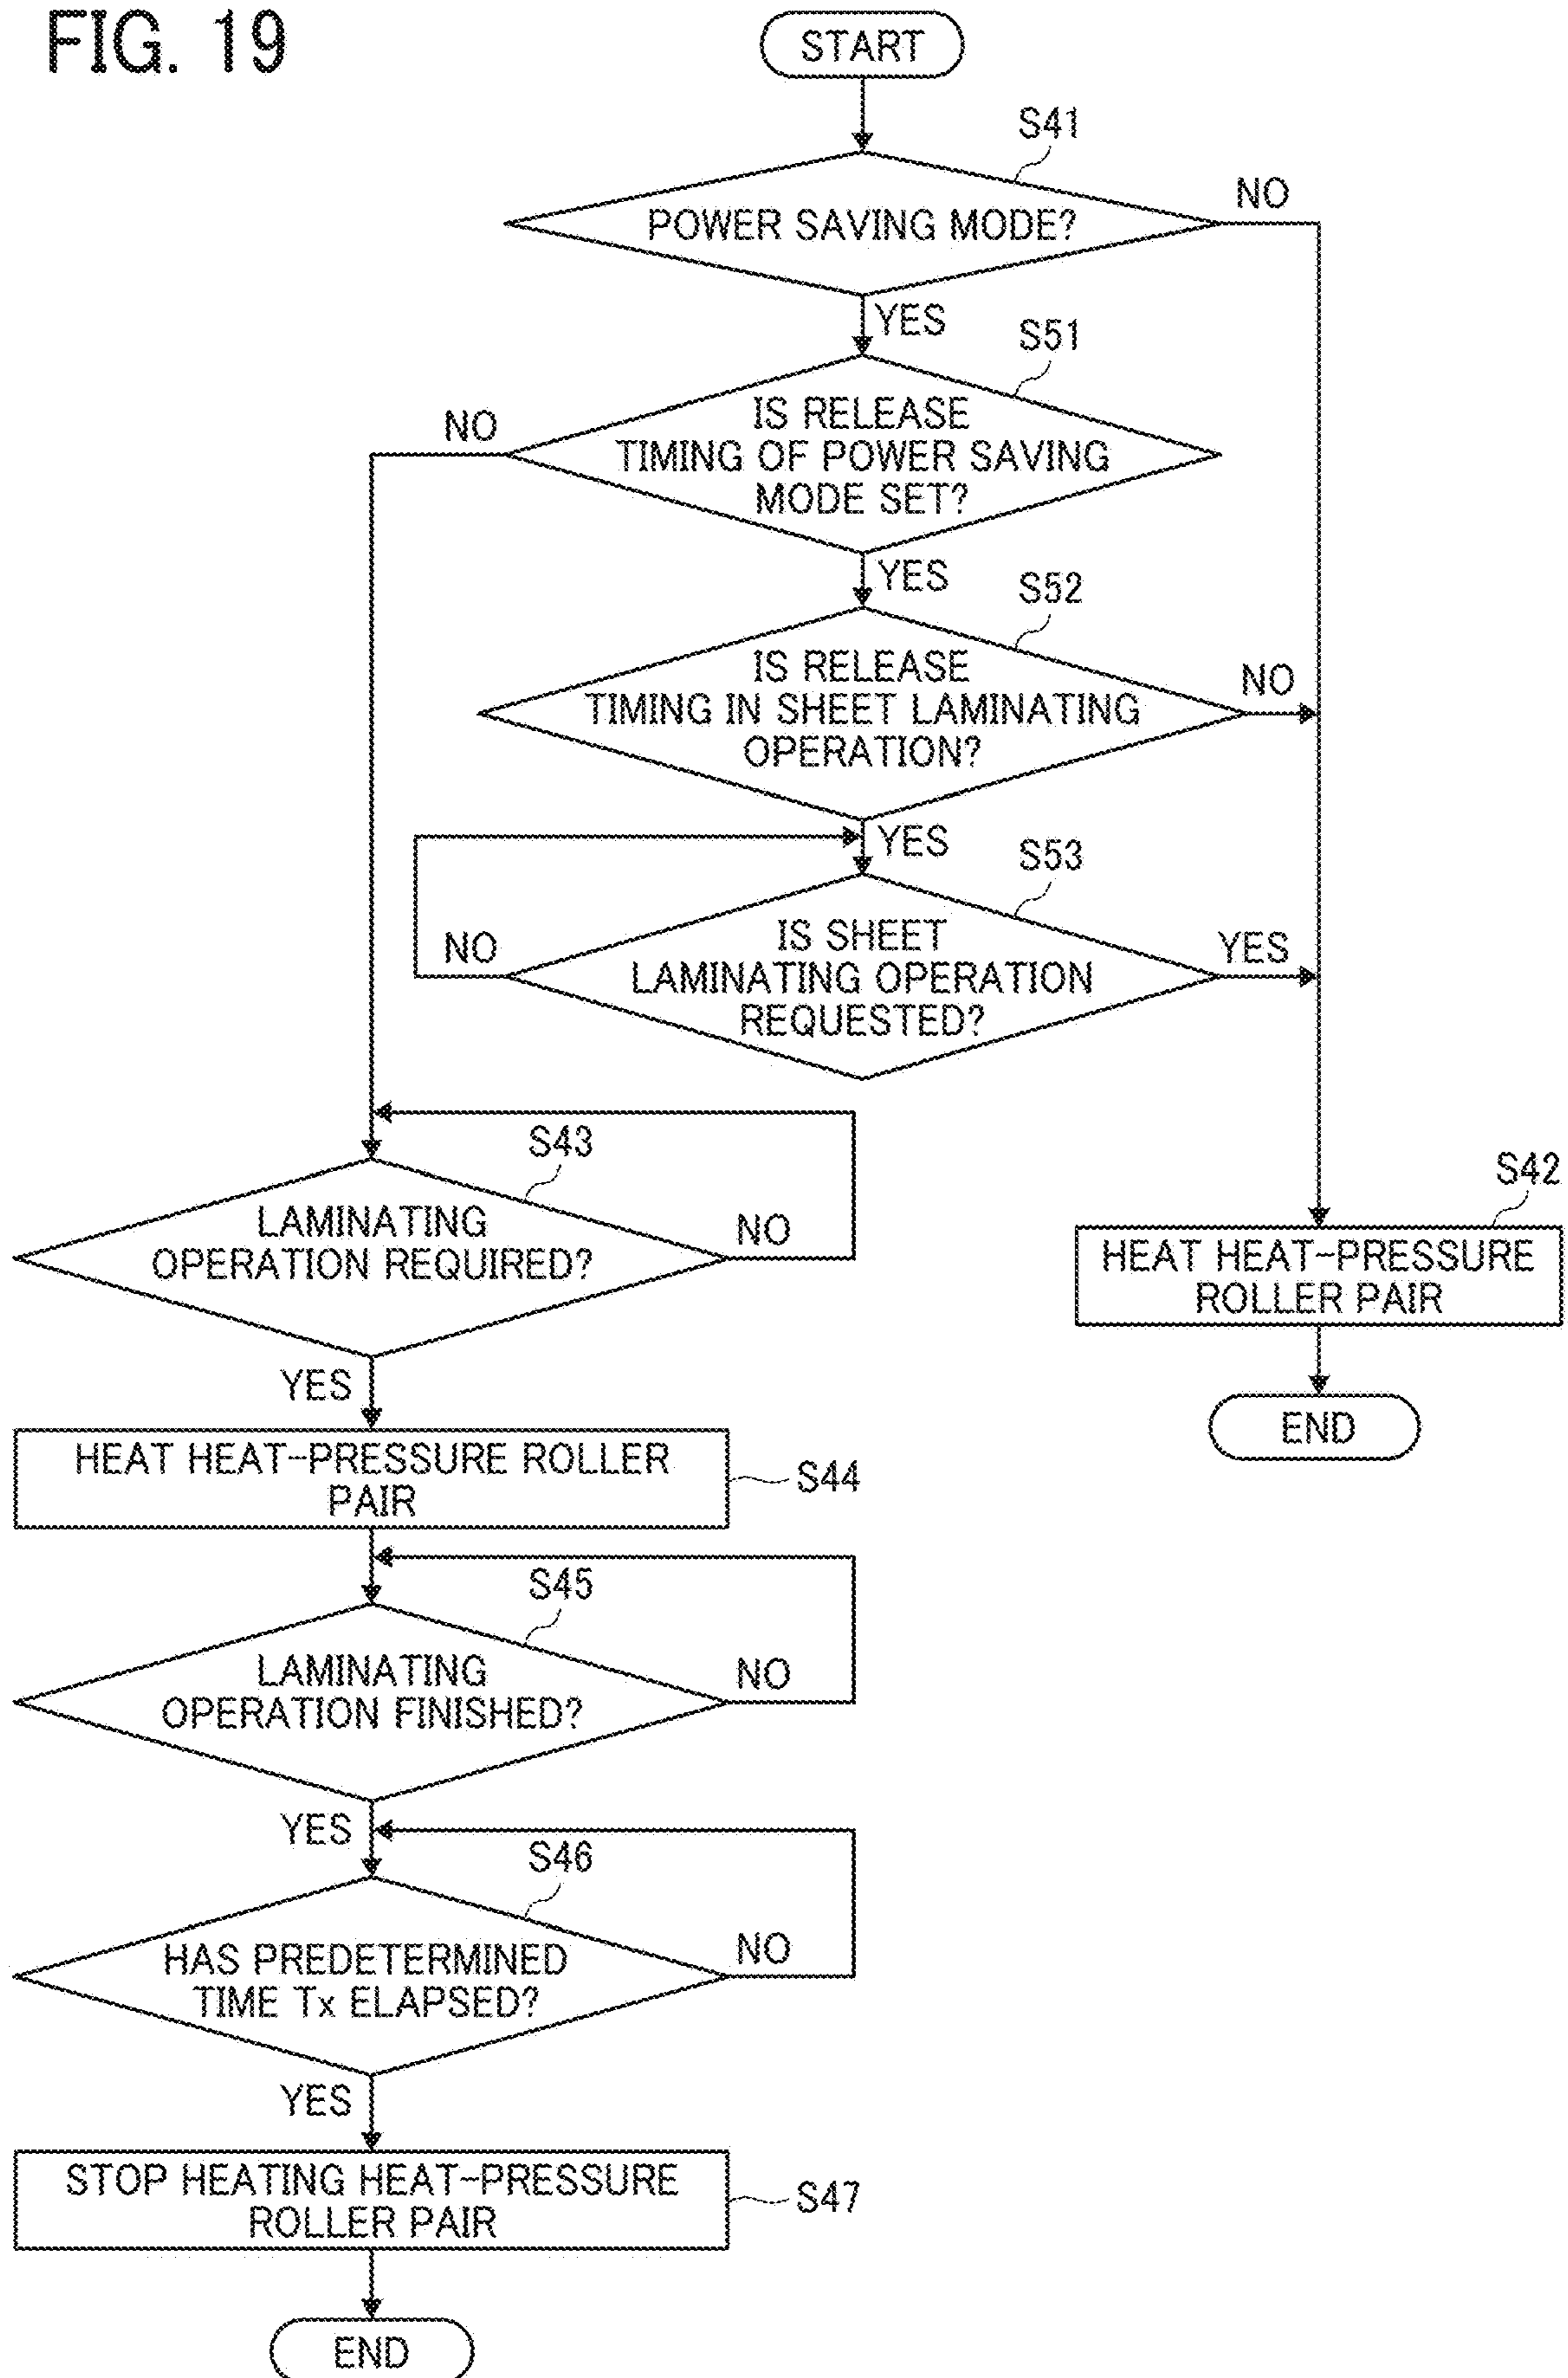 FIG. 19
START
S41
POWER SAVING MODE?
NO
YES
S51
IS RELEASE
TIMING OF POWER SAVING
MODE SET?
NO
YES
S52
IS RELEASE
TIMING IN SHEET LAMINATING
OPERATION?
NO
YES
S53
IS SHEET
LAMINATING OPERATION
REQUESTED?
NO
YES
S43
LAMINATING
OPERATION REQUIRED?
NO
YES
S42
HEAT HEAT-PRESSURE
ROLLER PAIR
END
HEAT HEAT-PRESSURE ROLLER
PAIR
S44
S45
LAMINATING
OPERATION FINISHED?
NO
YES
S46
HAS PREDETERMINED
TIME Tx ELAPSED?
NO
YES
STOP HEATING HEAT-PRESSURE
ROLLER PAIR
S47
END